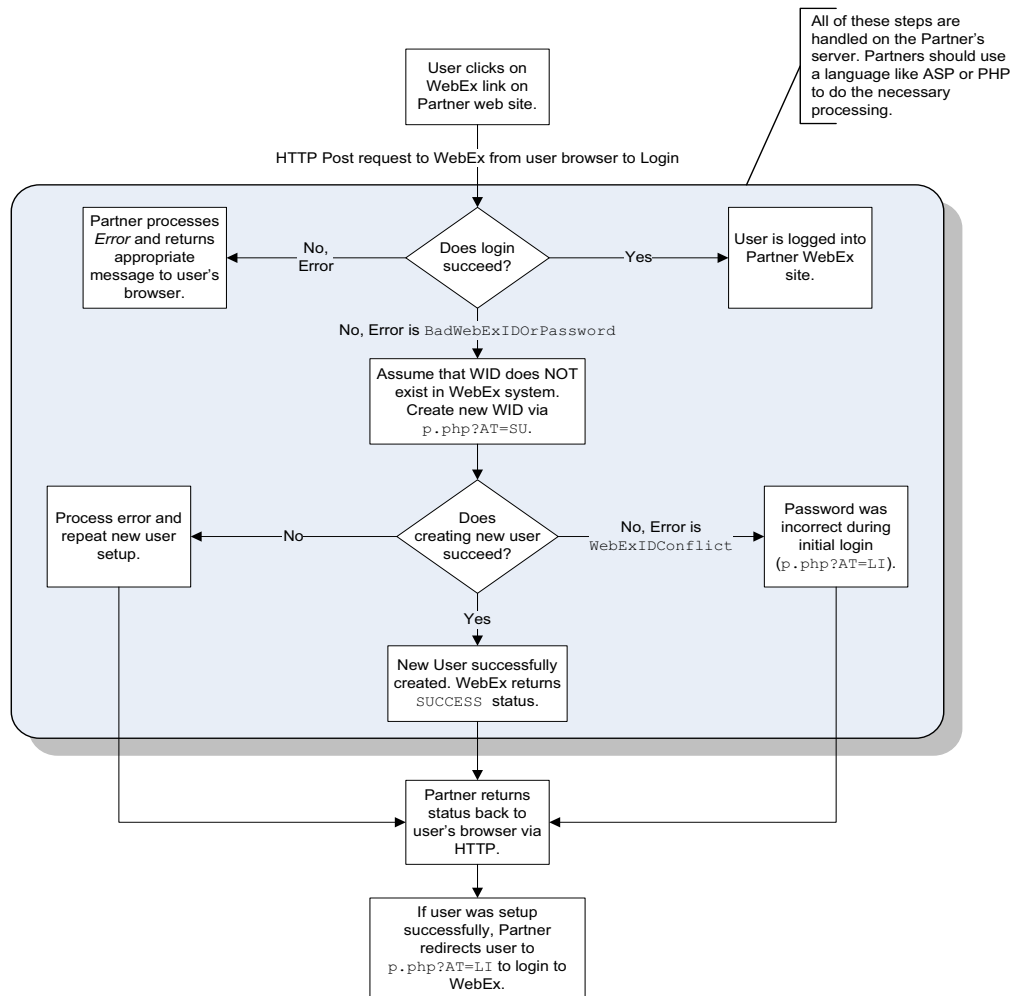 All of these steps are
handled on the Partner's
server. Partners should use
a language like ASP or PHP
to do the necessary
processing.
User clicks on
WebEx link on
Partner web site.
HTTP Post request to WebEx from user browser to Login
Partner processes
Error and returns
appropriate
message to user's
browser.
No,
Error
Does login
succeed?
Yes
User is logged into
Partner WebEx
site.
No, Error is BadWebExIDOrPassword
Assume that WID does NOT
exist in WebEx system.
Create new WID via
p.php?AT=SU.
Process error and
repeat new user
setup.
No
Does
creating new user
succeed?
No, Error is
WebExIDConflict
Password was
incorrect during
initial login
(p.php?AT=LI).
Yes
New User successfully
created. WebEx returns
SUCCESS status.
Partner returns
status back to
user's browser via
HTTP.
If user was setup
successfully, Partner
redirects user to
p.php?AT=LI to login to
WebEx.